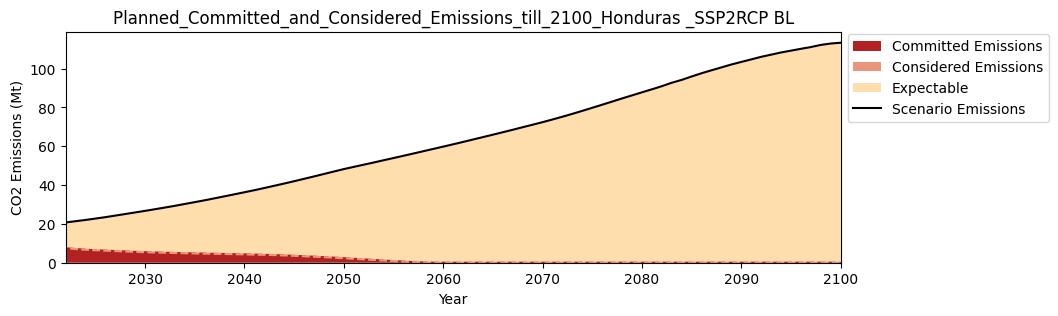 Planned_Committed_and_Considered_Emissions_till_2100_Honduras _SSP2RCP BL
CO2 Emissions (Mt)
100
80
60
40
20
0
2030 2040 2050 2060 2070 2080 2090 2100
Year
Committed Emissions
Considered Emissions
Expectable
Scenario Emissions